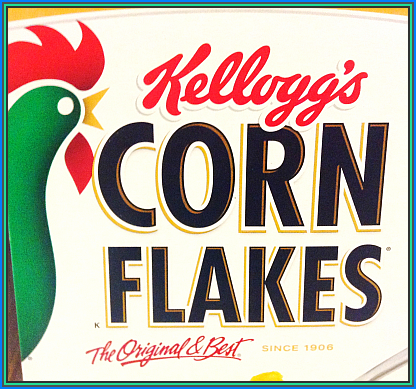 Kellogg's
CORN
FLAKES®
K
The Original & Best
SINCE 1906